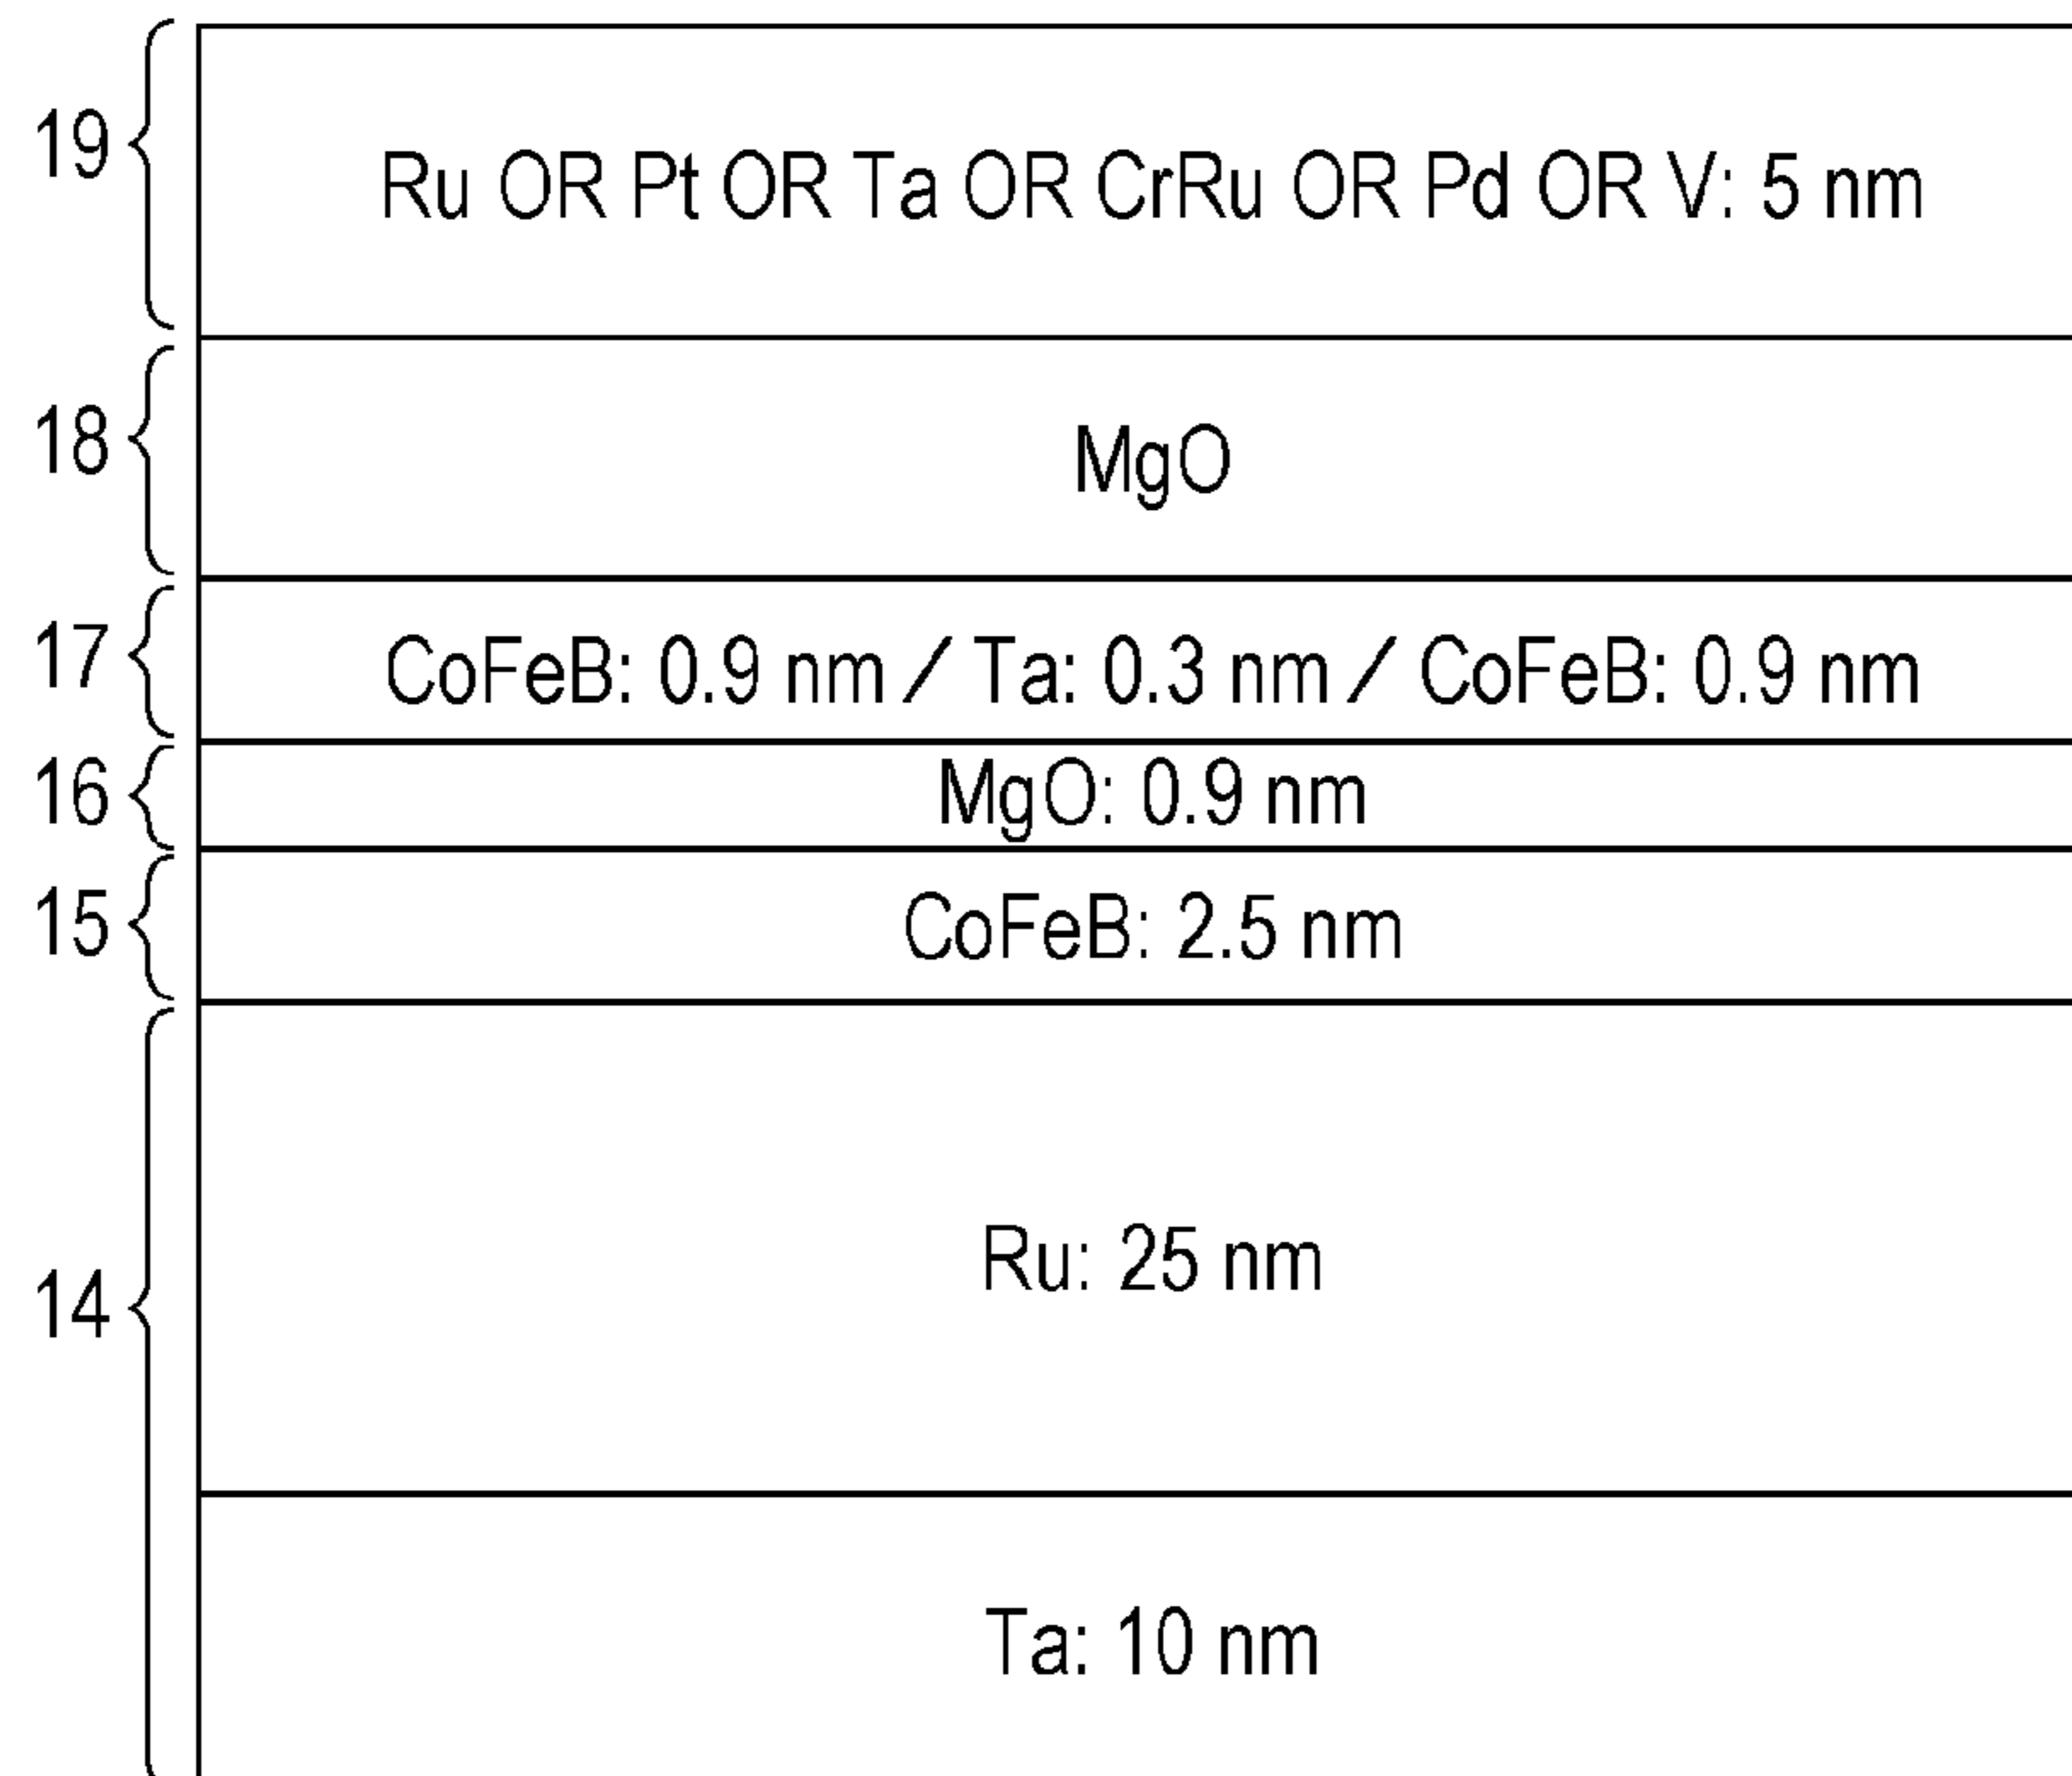 19
Ru OR Pt OR Ta OR CrRu OR Pd OR V: 5 nm
18
MgO
17
CoFeB: 0.9 nm / Ta: 0.3 nm / CoFeB: 0.9 nm
16
MgO: 0.9 nm
15
CoFeB: 2.5 nm
14
Ru: 25 nm
Ta: 10 nm